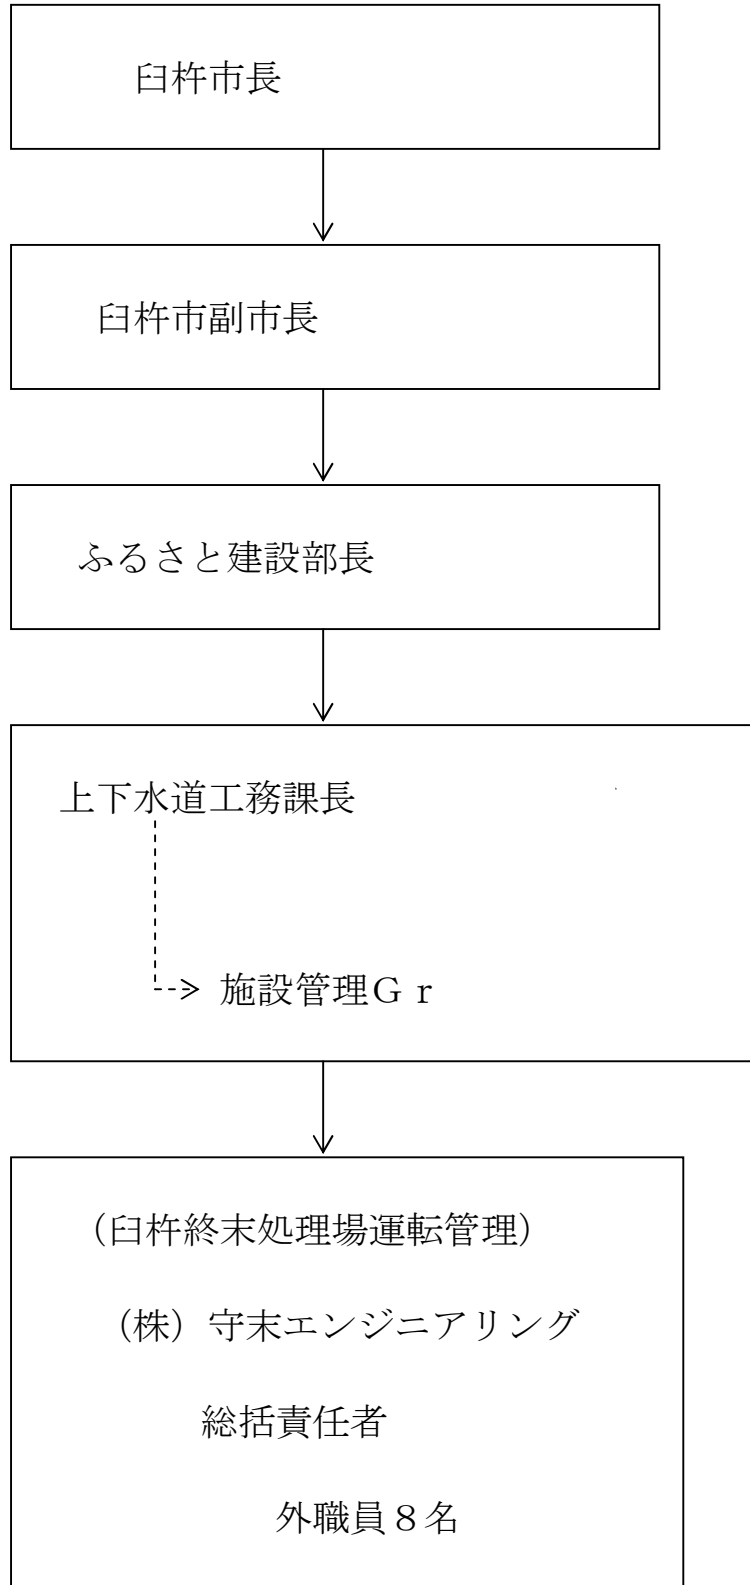 臼杵市長
臼杵市副市長
ふるさと建設部長
上下水道工務課長
施設管理Ｇｒ
（臼杵終末処理場運転管理）
（株）守末エンジニアリング
総括責任者
外職員８名